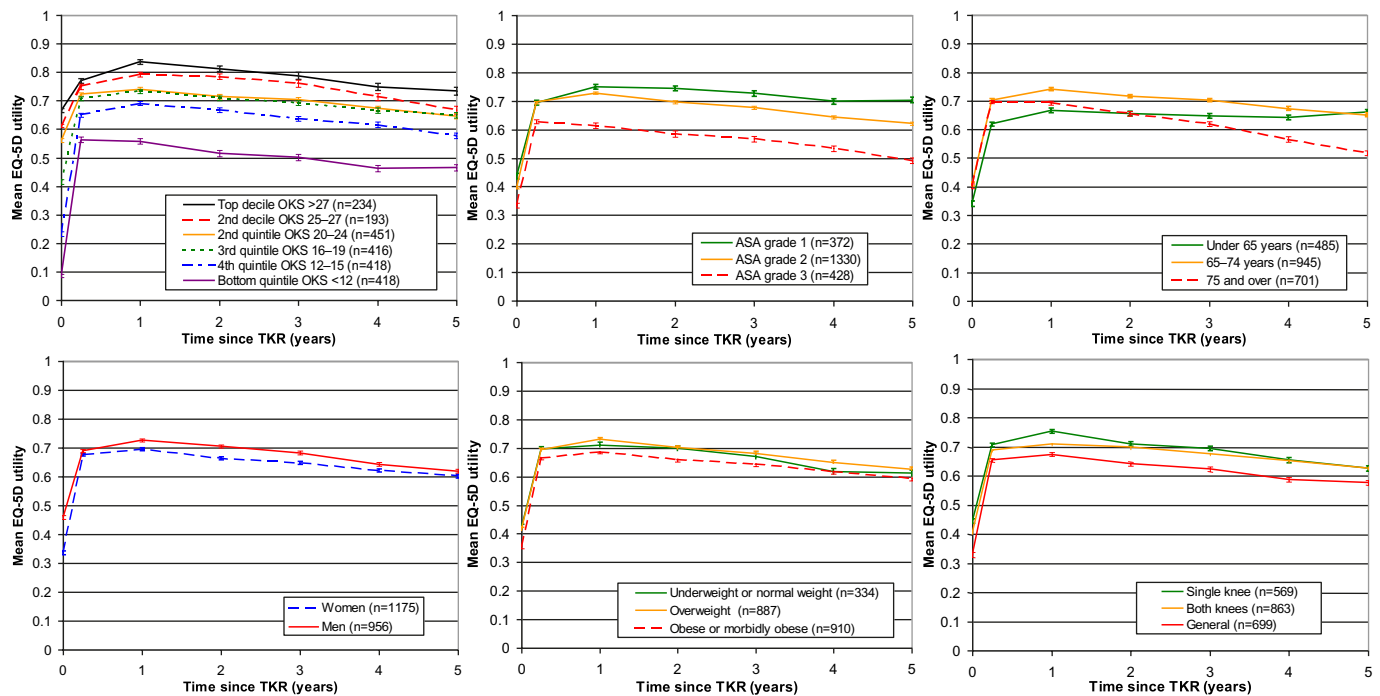 1
0.9
0.8
0.7
0.6
0.5
0.4
0.3
0.2
0.1
0
Mean EQ-5D utility
Top decile OKS >27 (n=234)
2nd decile OKS 25–27 (n=193)
2nd quintile OKS 20–24 (n=451)
3rd quintile OKS 16–19 (n=416)
4th quintile OKS 12–15 (n=418)
Bottom quintile OKS <12 (n=418)
0 1 2 3 4 5
Time since TKR (years)
1
0.9
0.8
0.7
0.6
0.5
0.4
0.3
0.2
0.1
0
Mean EQ-5D utility
ASA grade 1 (n=372)
ASA grade 2 (n=1330)
ASA grade 3 (n=428)
0 1 2 3 4 5
Time since TKR (years)
1
0.9
0.8
0.7
0.6
0.5
0.4
0.3
0.2
0.1
0
Mean EQ-5D utility
Under 65 years (n=485)
65–74 years (n=945)
75 and over (n=701)
0 1 2 3 4 5
Time since TKR (years)
1
0.9
0.8
0.7
0.6
0.5
0.4
0.3
0.2
0.1
0
Mean EQ-5D utility
Women (n=1175)
Men (n=956)
0 1 2 3 4 5
Time since TKR (years)
1
0.9
0.8
0.7
0.6
0.5
0.4
0.3
0.2
0.1
0
Mean EQ-5D utility
Underweight or normal weight (n=334)
Overweight (n=887)
Obese or morbidly obese (n=910)
0 1 2 3 4 5
Time since TKR (years)
1
0.9
0.8
0.7
0.6
0.5
0.4
0.3
0.2
0.1
0
Mean EQ-5D utility
Single knee (n=569)
Both knees (n=863)
General (n=699)
0 1 2 3 4 5
Time since TKR (years)